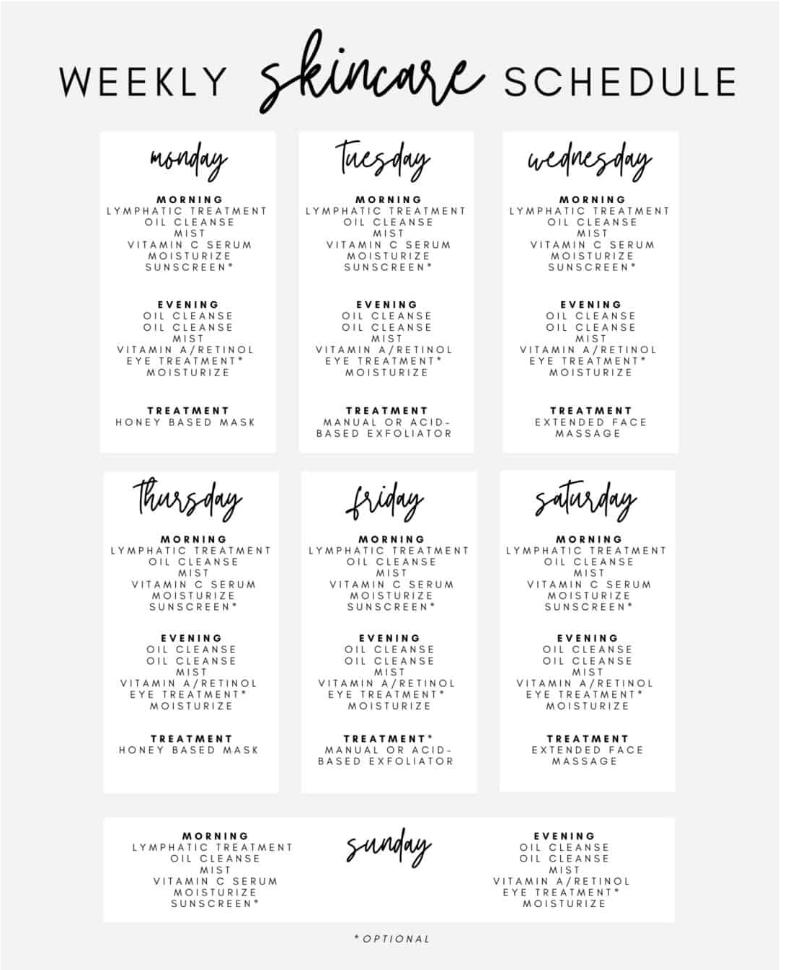 WEEKLY skincare SCHEDULE
monday
MORNING
LYMPHATIC TREATMENT
OIL CLEANSE
MIST
VITAMIN C SERUM
MOISTURIZE
SUNSCREEN*
EVENING
OIL CLEANSE
OIL CLEANSE
MIST
VITAMIN A/RETINOL
EYE TREATMENT*
MOISTURIZE
TREATMENT
HONEY BASED MASK
Tuesday
MORNING
LYMPHATIC TREATMENT
OIL CLEANSE
MIST
VITAMIN C SERUM
MOISTURIZE
SUNSCREEN*
EVENING
OIL CLEANSE
OIL CLEANSE
MIST
VITAMIN A/RETINOL
EYE TREATMENT*
MOISTURIZE
TREATMENT
MANUAL OR ACID-
BASED EXFOLIATOR
wednesday
MORNING
LYMPHATIC TREATMENT
OIL CLEANSE
MIST
VITAMIN C SERUM
MOISTURIZE
SUNSCREEN*
EVENING
OIL CLEANSE
OIL CLEANSE
MIST
VITAMIN A/RETINOL
EYE TREATMENT*
MOISTURIZE
TREATMENT
EXTENDED FACE
MASSAGE
Thursday
MORNING
LYMPHATIC TREATMENT
OIL CLEANSE
MIST
VITAMIN C SERUM
MOISTURIZE
SUNSCREEN*
EVENING
OIL CLEANSE
OIL CLEANSE
MIST
VITAMIN A/RETINOL
EYE TREATMENT*
MOISTURIZE
TREATMENT
HONEY BASED MASK
friday
MORNING
LYMPHATIC TREATMENT
OIL CLEANSE
MIST
VITAMIN C SERUM
MOISTURIZE
SUNSCREEN*
EVENING
OIL CLEANSE
OIL CLEANSE
MIST
VITAMIN A/RETINOL
EYE TREATMENT*
MOISTURIZE
TREATMENT*
MANUAL OR ACID-
BASED EXFOLIATOR
saturday
MORNING
LYMPHATIC TREATMENT
OIL CLEANSE
MIST
VITAMIN C SERUM
MOISTURIZE
SUNSCREEN*
EVENING
OIL CLEANSE
OIL CLEANSE
MIST
VITAMIN A/RETINOL
EYE TREATMENT*
MOISTURIZE
TREATMENT
EXTENDED FACE
MASSAGE
MORNING
LYMPHATIC TREATMENT
OIL CLEANSE
MIST
VITAMIN C SERUM
MOISTURIZE
SUNSCREEN*
sunday
EVENING
OIL CLEANSE
OIL CLEANSE
MIST
VITAMIN A/RETINOL
EYE TREATMENT*
MOISTURIZE
*OPTIONAL